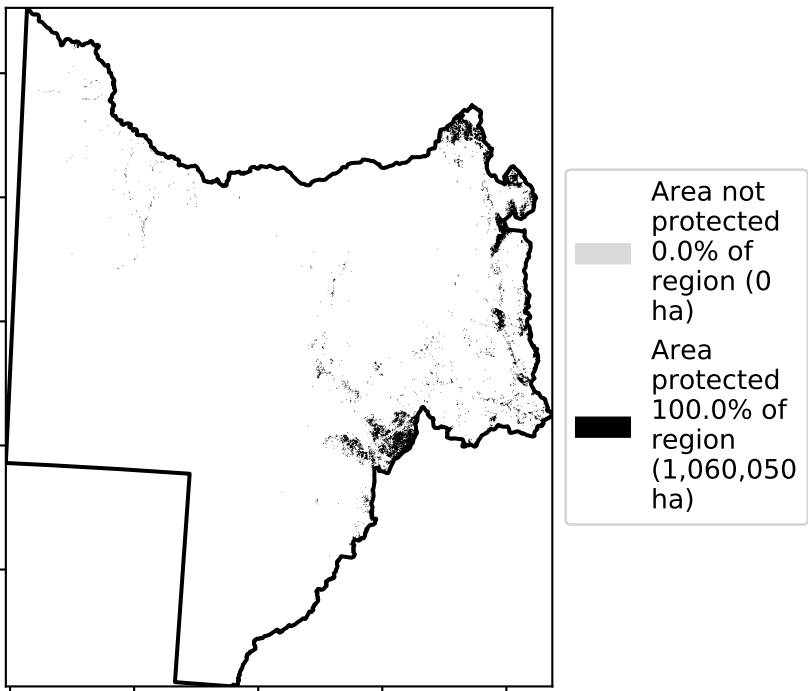 Area not
protected
0.0% of
region (0
ha)
Area
protected
100.0% of
region
(1,060,050
ha)